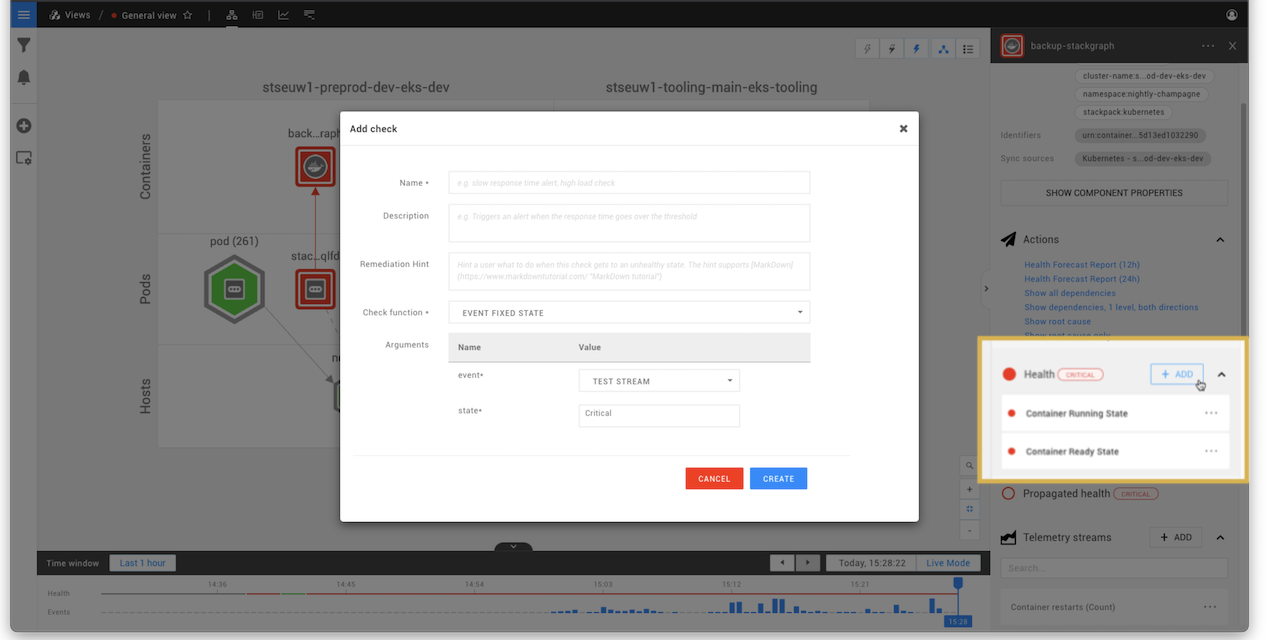 Views / General view
backup-stackgraph
stseuw1-preprod-dev-eks-dev
stseuw1-tooling-main-eks-tooling
Containers
Pods
Hosts
back...raph
pod (261)
stac...qlfd
Add check
Name *
e.g. slow response time alert. high load check
Description
e.g. Triggers an alert when the response time goes over the threshold
Remediation Hint
Hint a user what to do when this check gets to an unhealthy state. The hint supports [MarkDown]
(https://www.markdowntutorial.com/ "MarkDown tutorial")
Check function *
EVENT FIXED STATE
Arguments
Name
Value
event*
TEST STREAM
state*
Critical
CANCEL
CREATE
cluster-name:s...od-dev-eks-dev
namespace:nightly-champagne
stackpack:kubernetes
Identifiers
urn:container...5d13ed1032290
Sync sources
Kubernetes - s...od-dev-eks-dev
SHOW COMPONENT PROPERTIES
Actions
Health Forecast Report (12h)
Health Forecast Report (24h)
Show all dependencies
Show dependencies, 1 level, both directions
Show root cause
Show root cause only
Health CRITICAL + ADD
Container Running State
Container Ready State
Propagated health CRITICAL
Telemetry streams + ADD
Search...
Container restarts (Count)
Time window
Last 1 hour
Today, 15:28:22
Live Mode
14:36 14:45 14:54 15:03 15:12 15:21
Health
Events
15:28